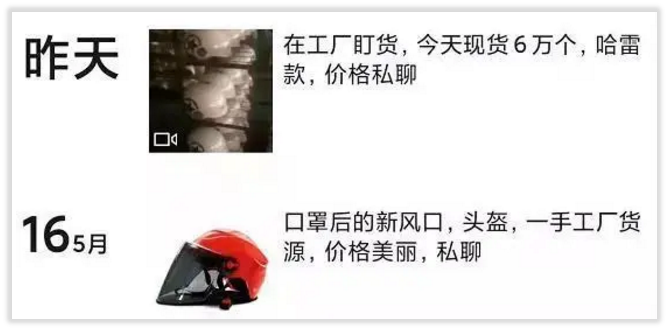 昨天
在工厂盯货，今天现货6万个，哈雷
款，价格私聊
16 5月
口罩后的新风口，头盔，一手工厂货
源，价格美丽，私聊